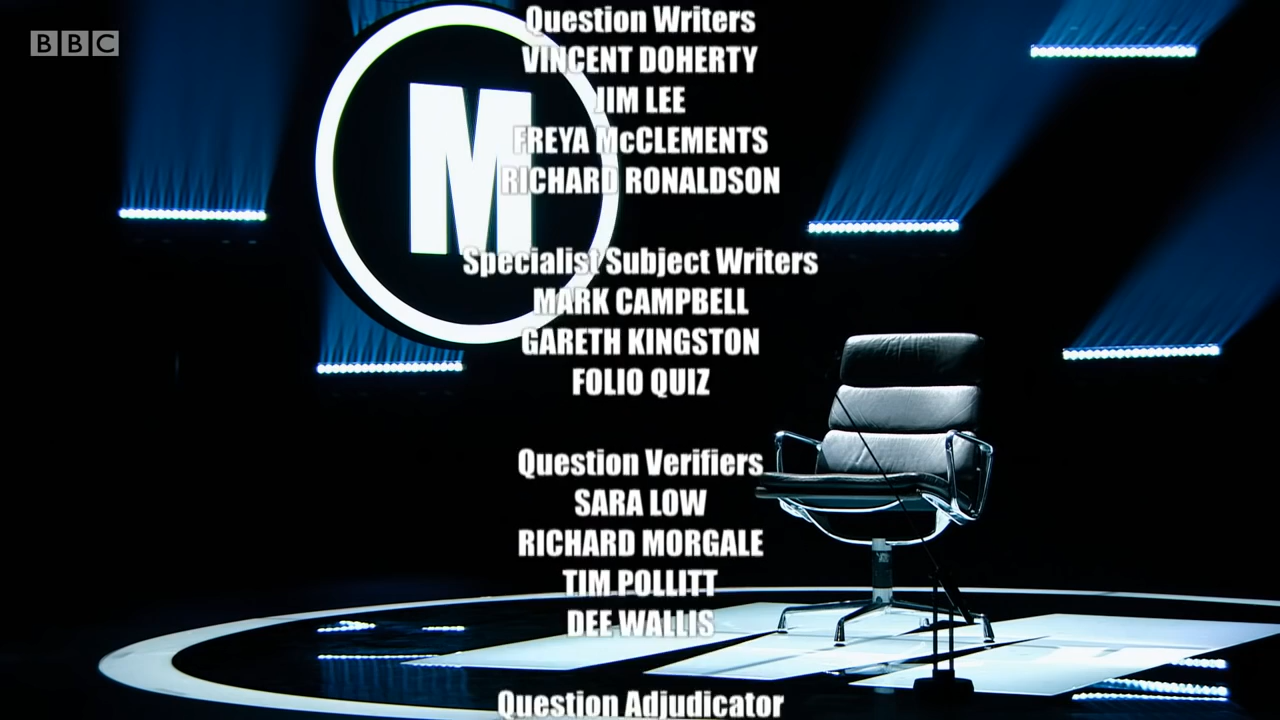 BBC
M
Question Writers
VINCENT DOHERTY
JIM LEE
FREYA McCLEMENTS
RICHARD RONALDSON
Specialist Subject Writers
MARK CAMPBELL
GARETH KINGSTON
FOLIO QUIZ
Question Verifiers
SARA LOW
RICHARD MORGALE
TIM POLLITT
DEE WALLIS
Question Adjudicator